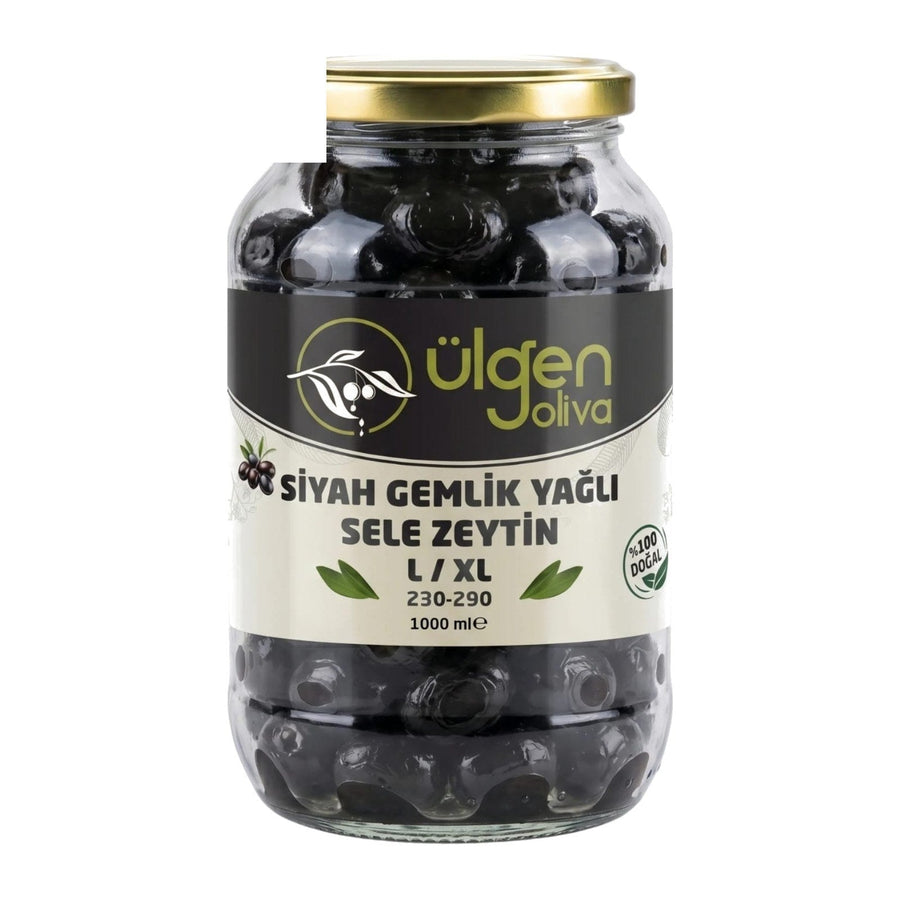 ülgen
oliva
SİYAH GEMLİK YAĞLI
SELE ZEYTİN
L / XL
230-290
1000 ml℮
%100
DOĞAL